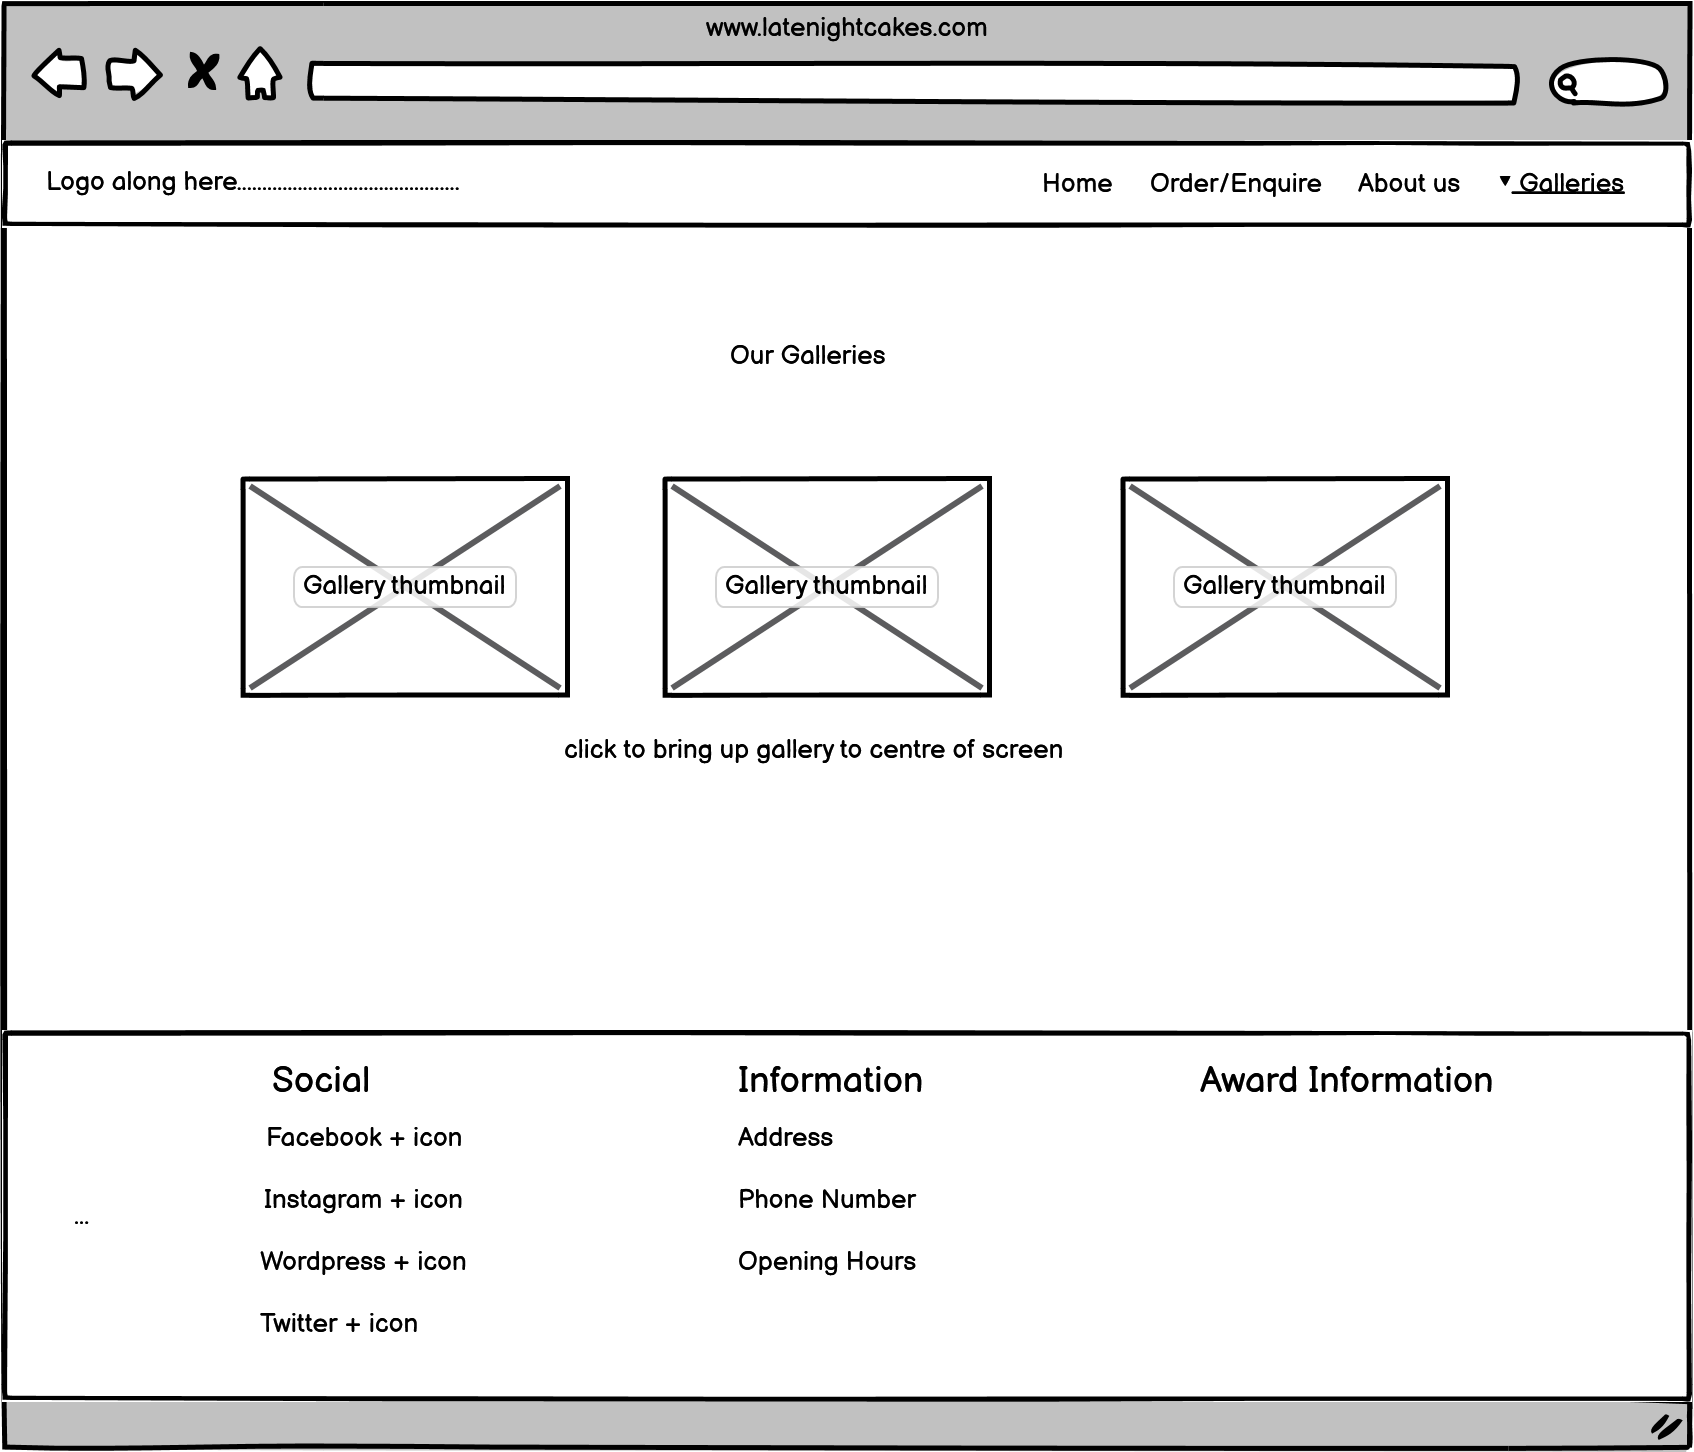 www.latenightcakes.com
Logo along here............................................
Home Order/Enquire About us ▼ Galleries
Our Galleries
Gallery thumbnail Gallery thumbnail Gallery thumbnail
click to bring up gallery to centre of screen
Social Information Award Information
Facebook + icon Address
Instagram + icon Phone Number
...
Wordpress + icon Opening Hours
Twitter + icon